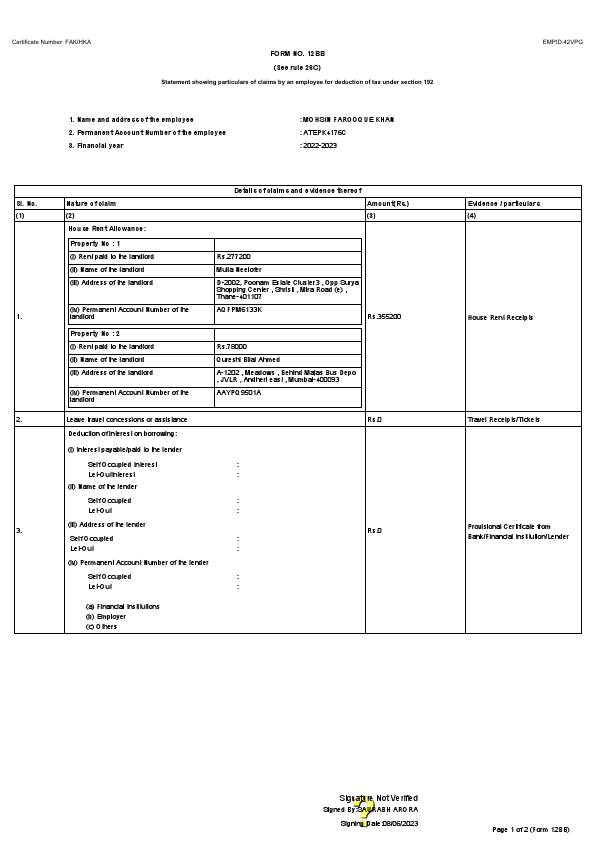 Certificate Number: FAKIHKA
EMPID:42VPG
FORM NO. 12BB
(See rule 26C)
Statement showing particulars of claims by an employee for deduction of tax under section 192
1. Name and address of the employee : MOHSIN FAROOQUE KHAN
2. Permanent Account Number of the employee : ATEPK4176C
3. Financial year : 2022-2023
Details of claims and evidence thereof
Sl. No. Nature of claim Amount(Rs.) Evidence / particulars
(1) (2) (3) (4)
1.
House Rent Allowance:
Property No : 1
(i) Rent paid to the landlord Rs.277200
(ii) Name of the landlord Mulla Neelofer
(iii) Address of the landlord D-2002, Poonam Estate Cluster3 , Opp Surya
Shopping Center , Shristi , Mira Road (e) ,
Thane-401107
(iv) Permanent Account Number of the
landlord
AQFPM6133K
Property No : 2
(i) Rent paid to the landlord Rs.78000
(ii) Name of the landlord Qureshi Bilal Ahmed
(iii) Address of the landlord A-1202 , Meadows , Behind Majas Bus Depo
, JVLR , Andheri east , Mumbai-400093
(iv) Permanent Account Number of the
landlord
AAYPQ9901A
Rs.355200
House Rent Receipts
2. Leave travel concessions or assistance Rs.0 Travel Receipts/Tickets
3.
Deduction of interest on borrowing:
(i) Interest payable/paid to the lender
Self Occupied Interest :
Let-Out Interest :
(ii) Name of the lender
Self Occupied :
Let-Out :
(iii) Address of the lender
Self Occupied :
Let-Out :
(iv) Permanent Account Number of the lender
Self Occupied :
Let-Out :
(a) Financial Institutions
(b) Employer
(c) Others
Rs.0
Provisional Certificate from
Bank/Financial Institution/Lender
Signature Not Verified
Signed By:SAURABH ARORA
Signing Date:08/06/2023
?
Page 1 of 2 (Form 12BB)